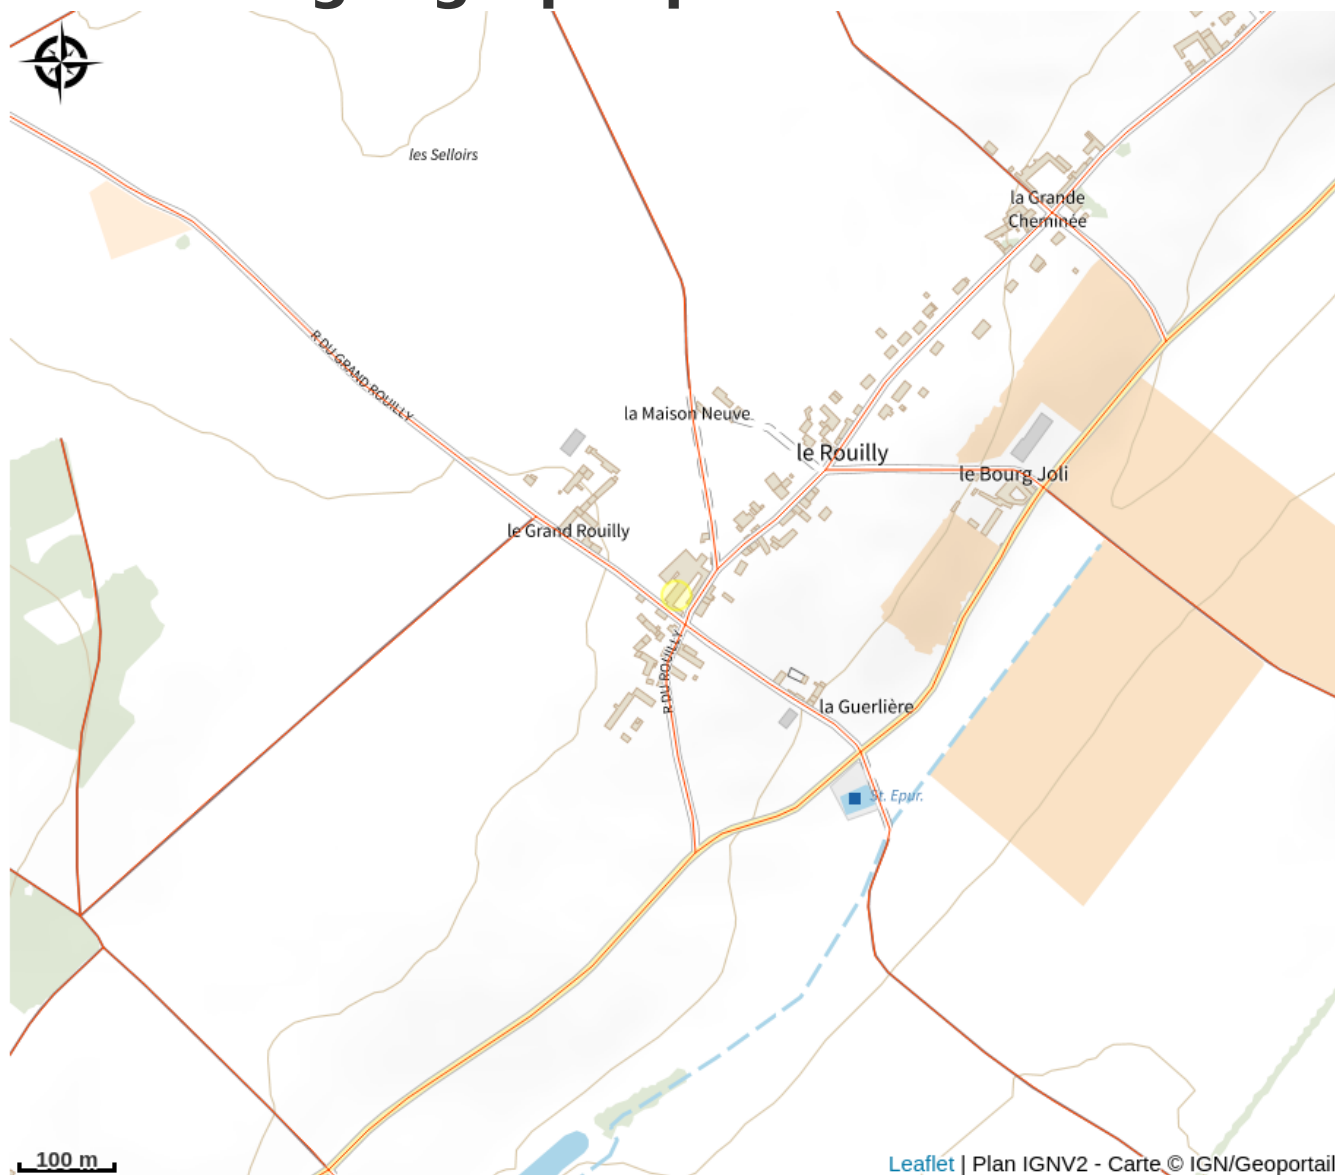 les Selloirs
la Grande
Cheminée
R DU GRAND ROUILLY
la Maison Neuve
le Rouilly
le Bourg Joli
le Grand Rouilly
R DU ROUILLY
la Guerlière
St. Epur.
100 m
Leaflet | Plan IGNV2 - Carte © IGN/Geoportail